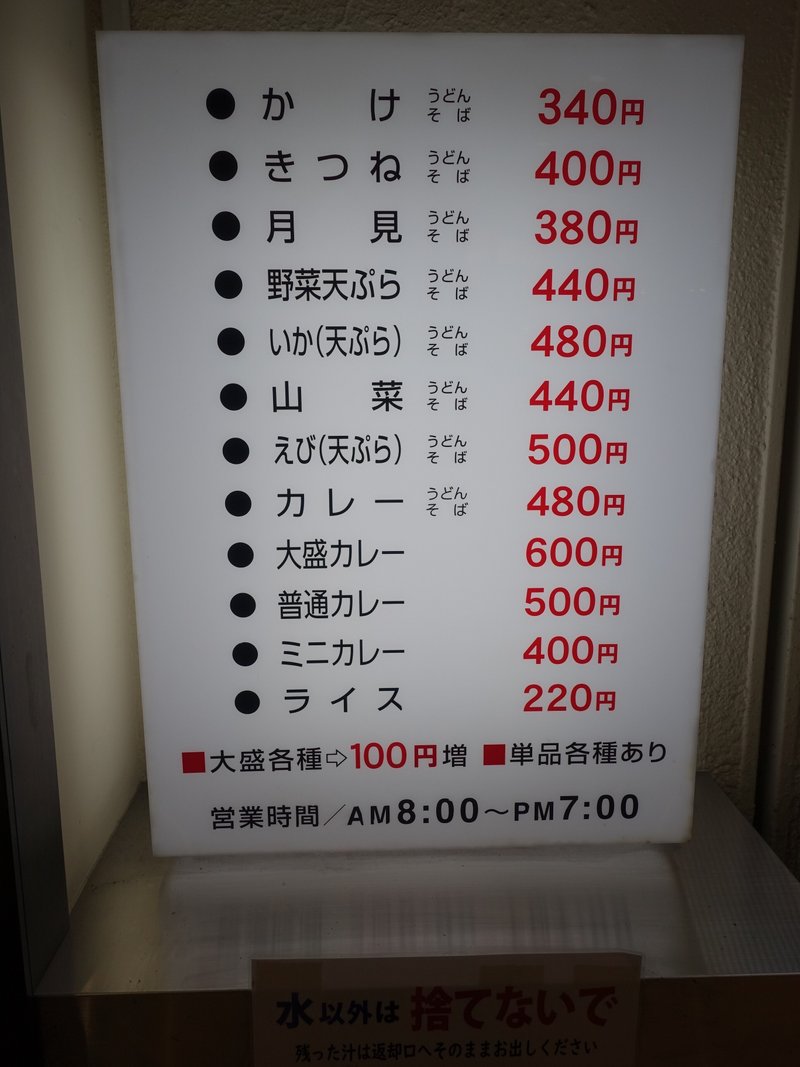 ● かけ うどん そば 340円
● きつね うどん そば 400円
● 月見 うどん そば 380円
● 野菜天ぷら うどん そば 440円
● いか(天ぷら) うどん そば 480円
● 山菜 うどん そば 440円
● えび(天ぷら) うどん そば 500円
● カレー うどん そば 480円
● 大盛カレー 600円
● 普通カレー 500円
● ミニカレー 400円
● ライス 220円
■大盛各種⇨100円増 ■単品各種あり
営業時間／AM8:00～PM7:00
水以外は捨てないで
残った汁は返却口へそのままお出しください